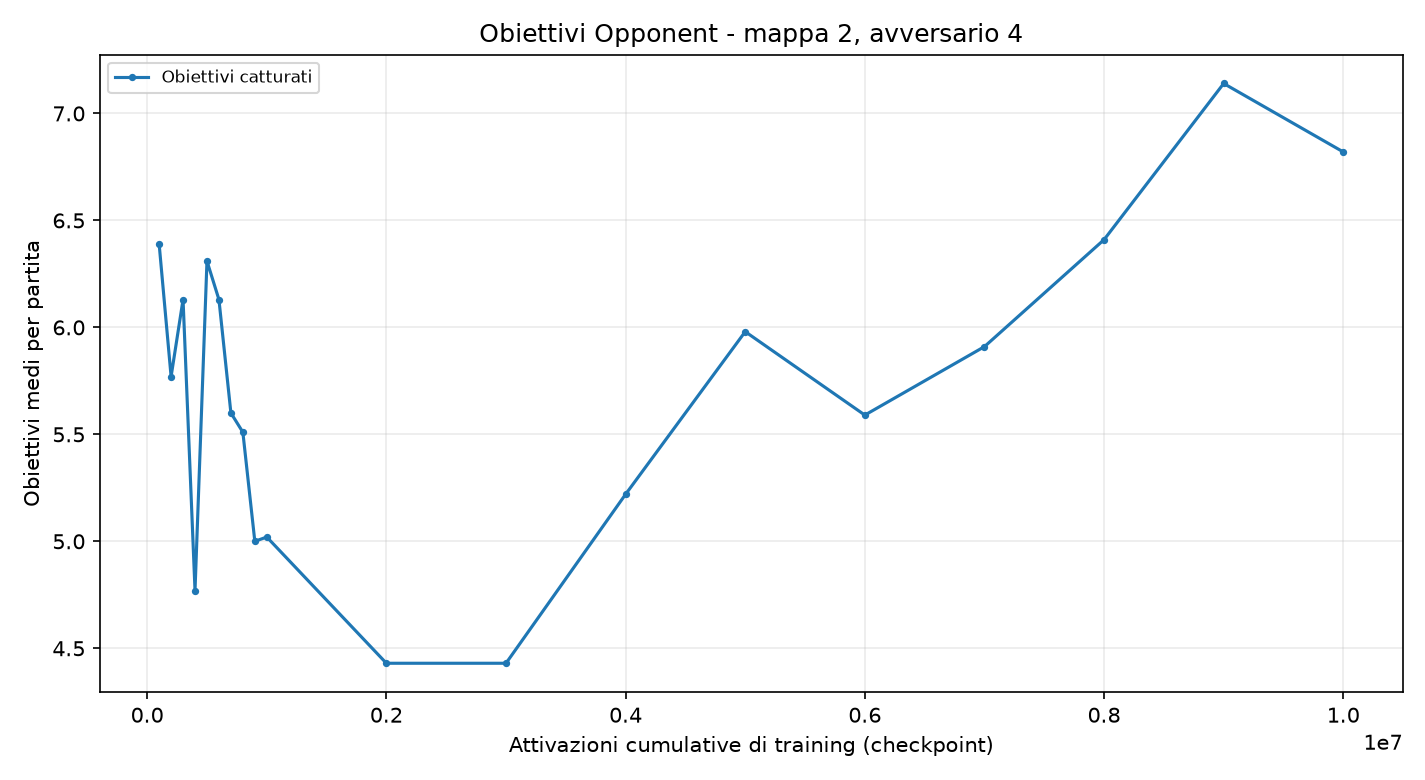 Obiettivi Opponent - mappa 2, avversario 4
Obiettivi catturati
Obiettivi medi per partita
7.0
6.5
6.0
5.5
5.0
4.5
0.0 0.2 0.4 0.6 0.8 1.0
1e7
Attivazioni cumulative di training (checkpoint)